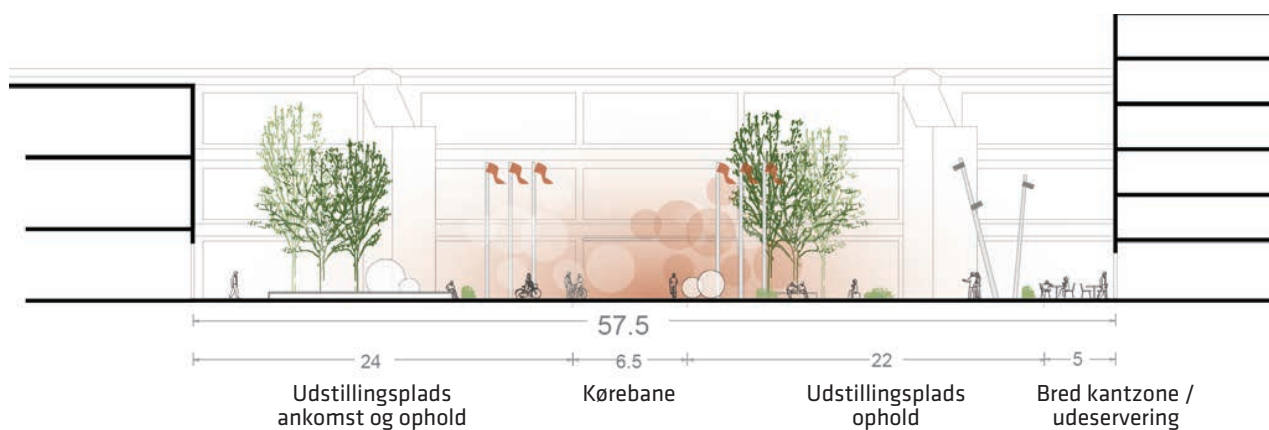 57.5
24
6.5
22
5
Udstillingsplads
ankomst og ophold
Kørebane
Udstillingsplads
ophold
Bred kantzone /
udeservering